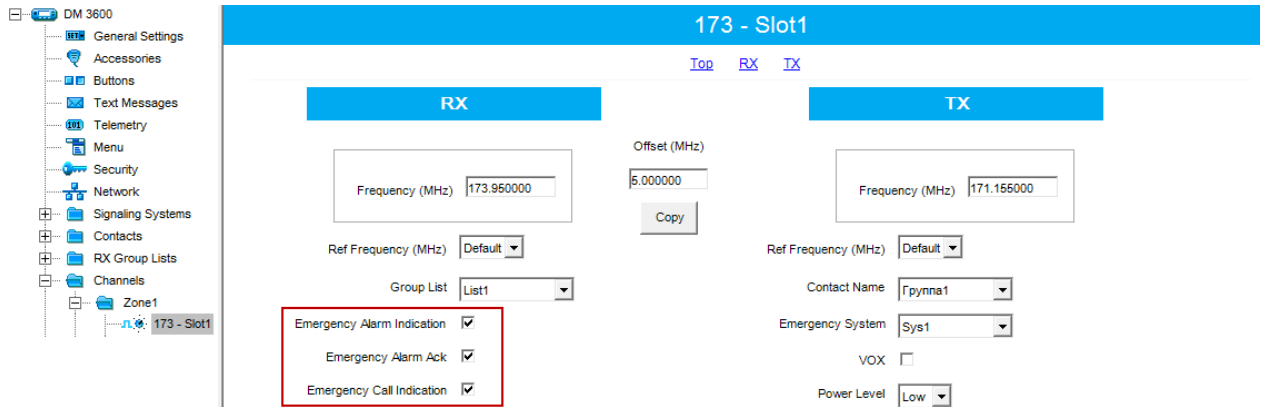 DM 3600
General Settings
Accessories
Buttons
Text Messages
Telemetry
Menu
Security
Network
Signaling Systems
Contacts
RX Group Lists
Channels
Zone1
173 - Slot1
173 - Slot1
Top RX TX
RX
Frequency (MHz) 173.950000
Ref Frequency (MHz) Default
Group List List1
Emergency Alarm Indication
Emergency Alarm Ack
Emergency Call Indication
Offset (MHz)
5.000000
Copy
TX
Frequency (MHz) 171.155000
Ref Frequency (MHz) Default
Contact Name Группа1
Emergency System Sys1
VOX
Power Level Low